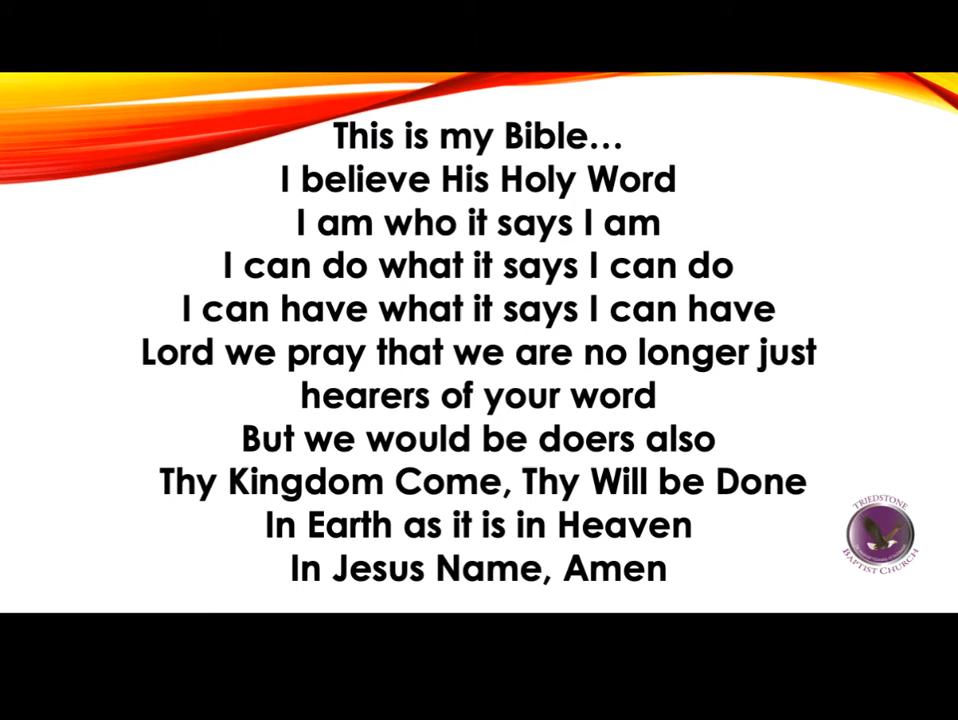 This is my Bible…
I believe His Holy Word
I am who it says I am
I can do what it says I can do
I can have what it says I can have
Lord we pray that we are no longer just
hearers of your word
But we would be doers also
Thy Kingdom Come, Thy Will be Done
In Earth as it is in Heaven
In Jesus Name, Amen
TRIEDSTONE
BAPTIST CHURCH